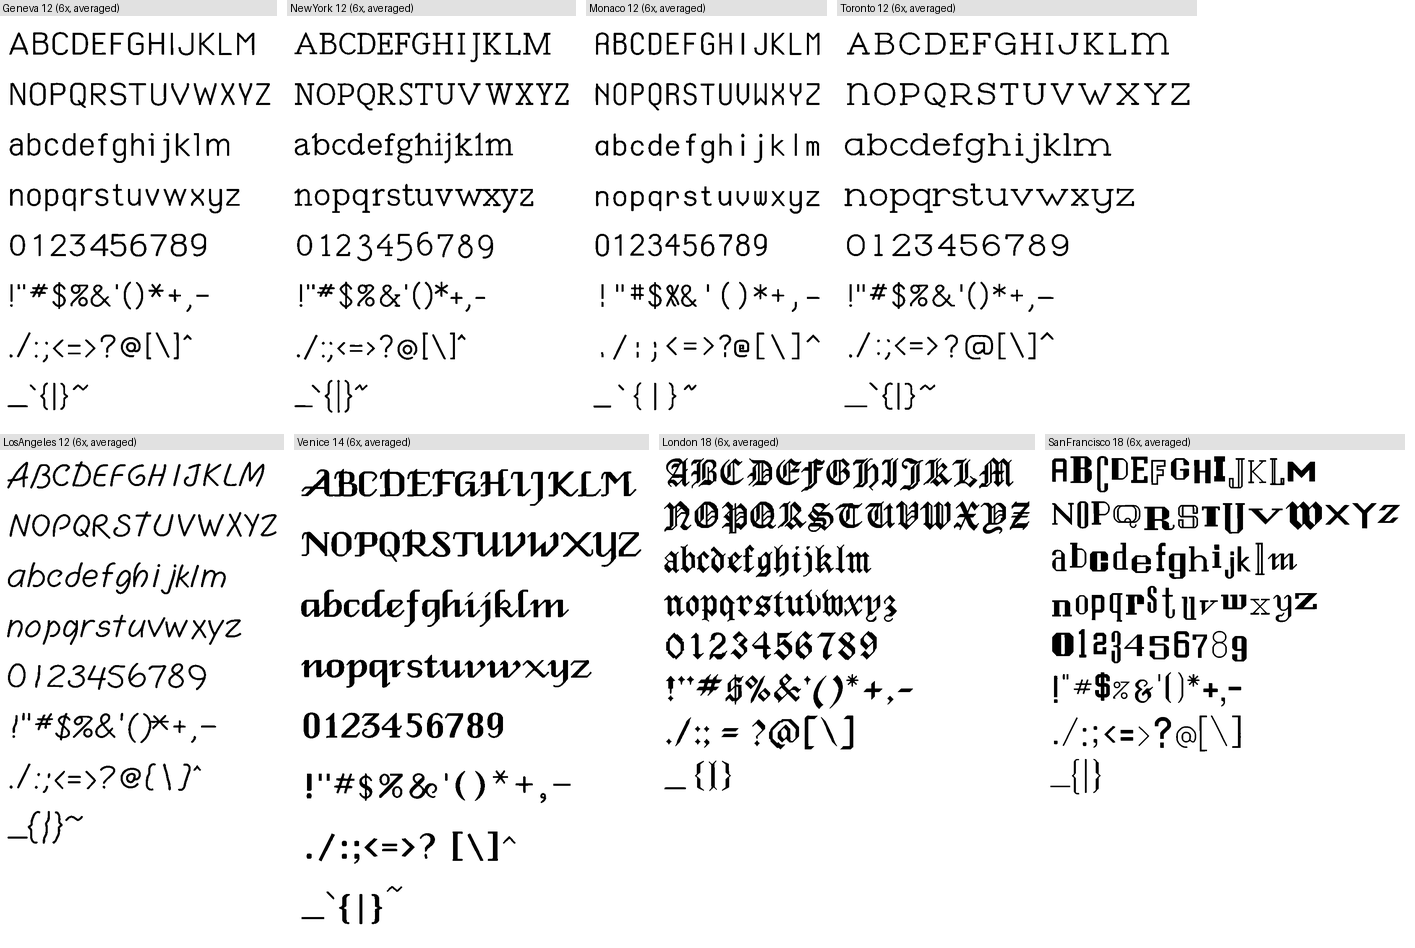 Geneva 12 (6x, averaged)
ABCDEFGHIJKLM
NOPQRSTUVWXYZ
abcdefghijklm
nopqrstuvwxyz
0123456789
!"#$%&'()*+,-
./:;<=>?@[\]^
_`{|}~
NewYork 12 (6x, averaged)
ABCDEFGHIJKLM
NOPQRSTUVWXYZ
abcdefghijklm
nopqrstuvwxyz
0123456789
!"#$%&'()*+,-
./:;<=>?@[\]^
_`{|}~
Monaco 12 (6x, averaged)
ABCDEFGHIJKLM
NOPQRSTUVWXYZ
abcdefghijklm
nopqrstuvwxyz
0123456789
!"#$%&'()*+,-
./:;<=>?@[\]^
_`{|}~
Toronto 12 (6x, averaged)
ABCDEFGHIJKLM
NOPQRSTUVWXYZ
abcdefghijklm
nopqrstuvwxyz
0123456789
!"#$%&'()*+,-
./:;<=>?@[\]^
_`{|}~
LosAngeles 12 (6x, averaged)
ABCDEFGHIJKLM
NOPQRSTUVWXYZ
abcdefghijklm
nopqrstuvwxyz
0123456789
!"#$%&'()*+,-
./:;<=>?@[\]^
_{|}~
Venice 14 (6x, averaged)
ABCDEFGHIJKLM
NOPQRSTUVWXYZ
abcdefghijklm
nopqrstuvwxyz
0123456789
!"#$%&'()*+,-
./:;<=>? [\]^
_`{|}~
London 18 (6x, averaged)
ABCDEFGHIJKLM
NOPQRSTUVWXYZ
abcdefghijklm
nopqrstuvwxyz
0123456789
!"#$%&'()*+,-
./:; = ?@[\]
_ {|}
SanFrancisco 18 (6x, averaged)
ABCDEFGHIJKLM
NOPQRSTUVWXYZ
abcdefghijklm
nopqrstuvwxyz
0123456789
!"#$%&'()*+,-
./:;<=>?@[\]
_{|}